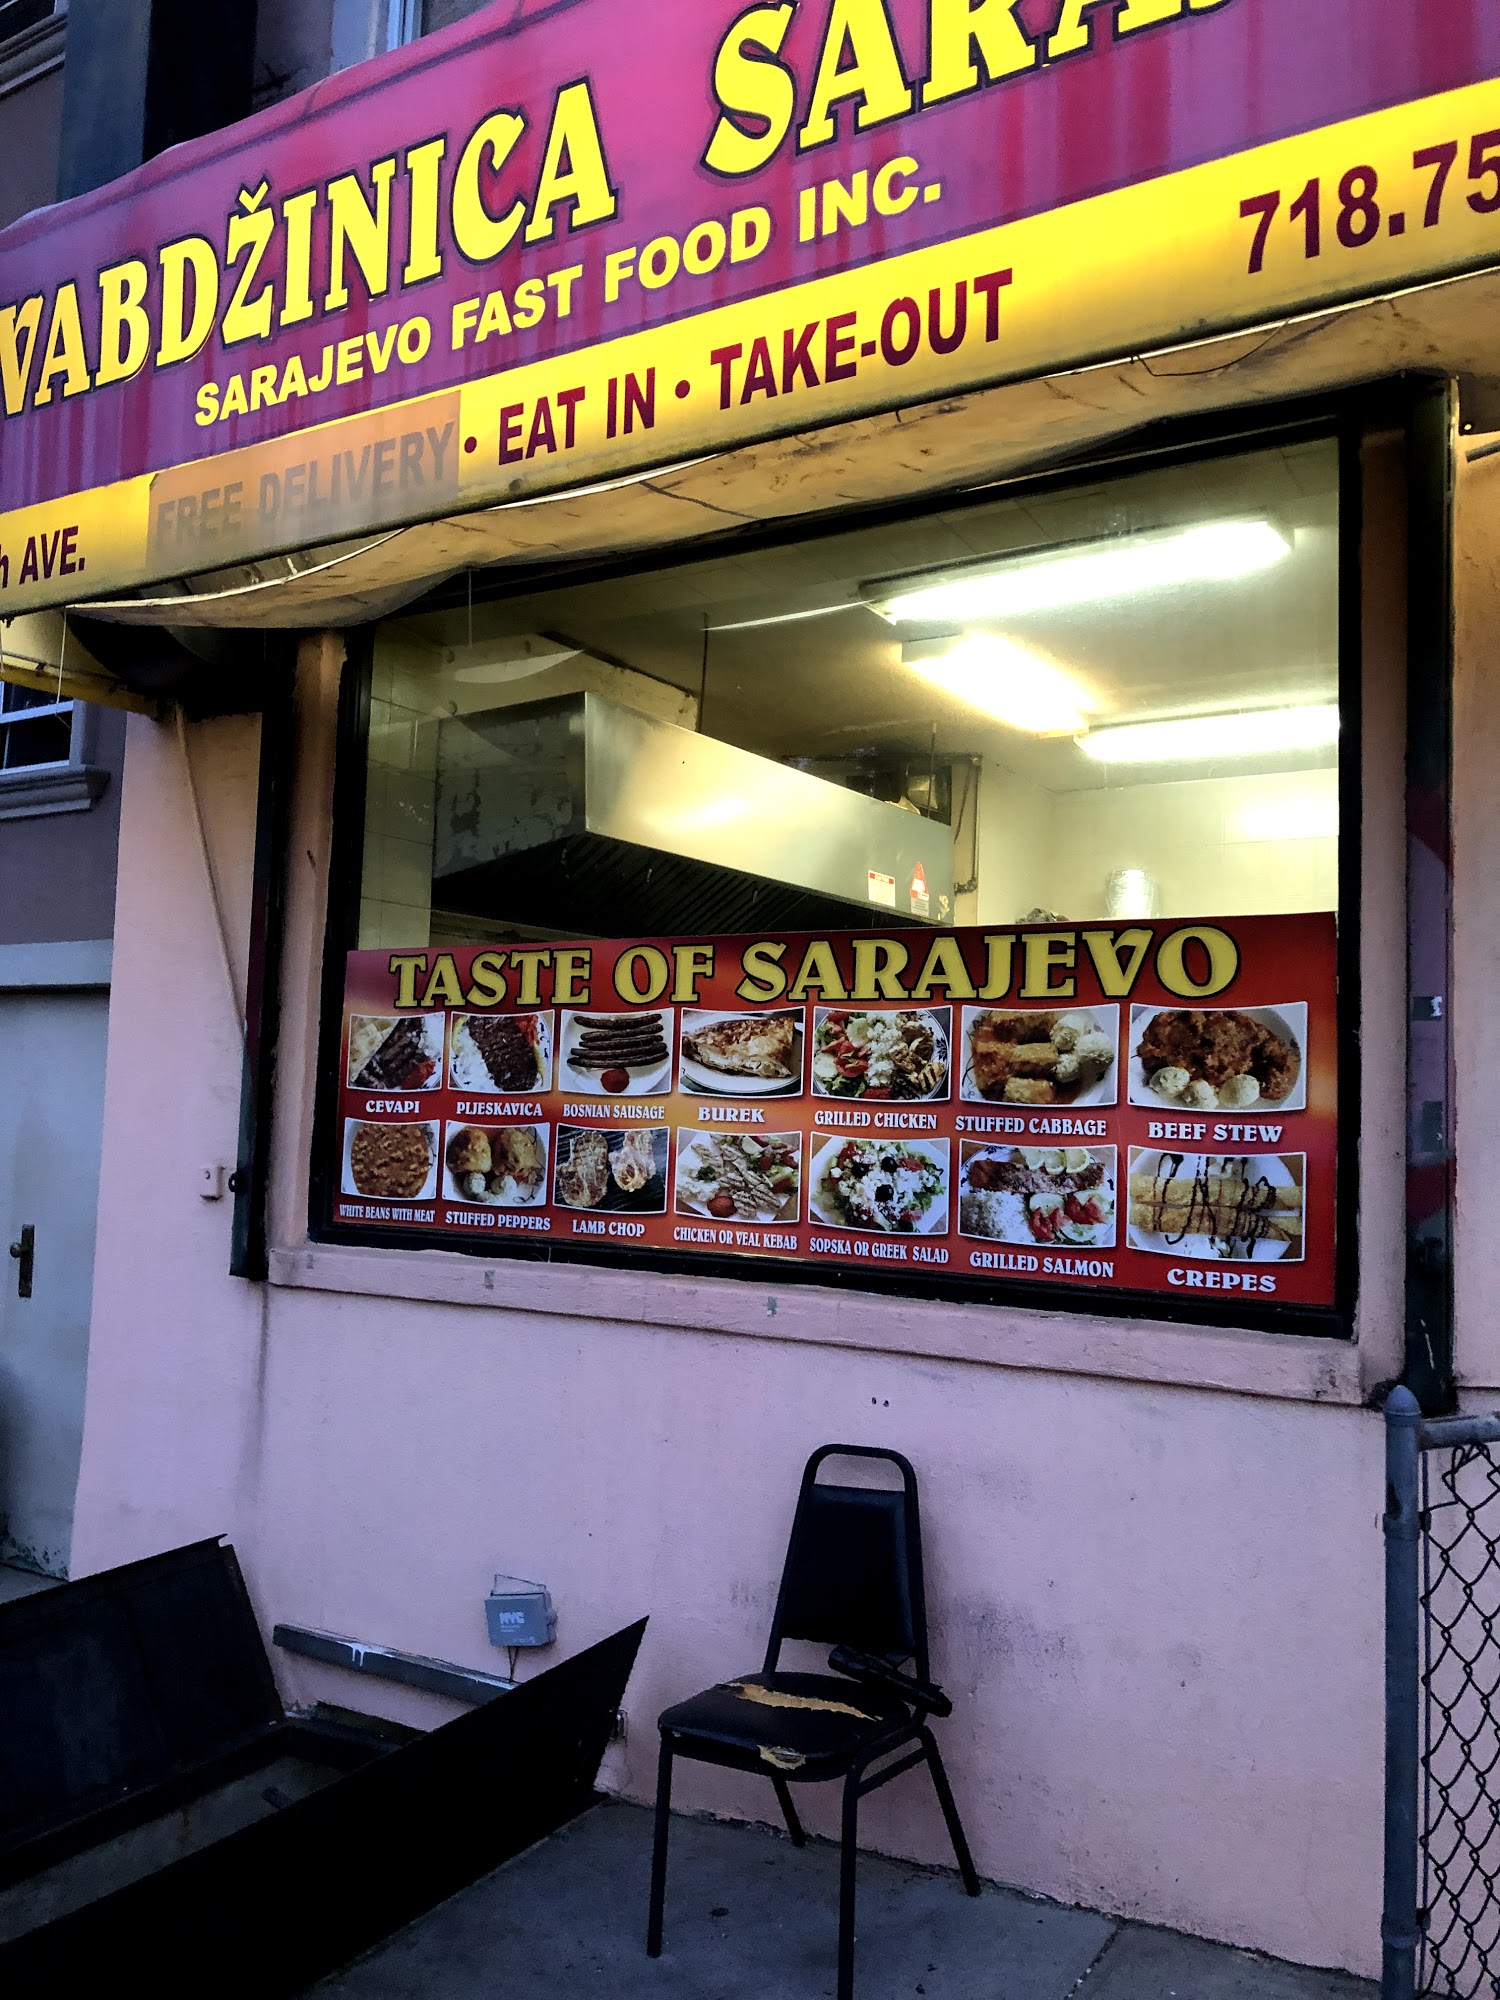 VABDŽINICA SARA
SARAJEVO FAST FOOD INC.
h AVE. FREE DELIVERY • EAT IN • TAKE-OUT 718.75
TASTE OF SARAJEVO
CEVAPI PLJESKAVICA BOSNIAN SAUSAGE BUREK GRILLED CHICKEN STUFFED CABBAGE BEEF STEW
WHITE BEANS WITH MEAT STUFFED PEPPERS LAMB CHOP CHICKEN OR VEAL KEBAB SOPSKA OR GREEK SALAD GRILLED SALMON CREPES
NYC